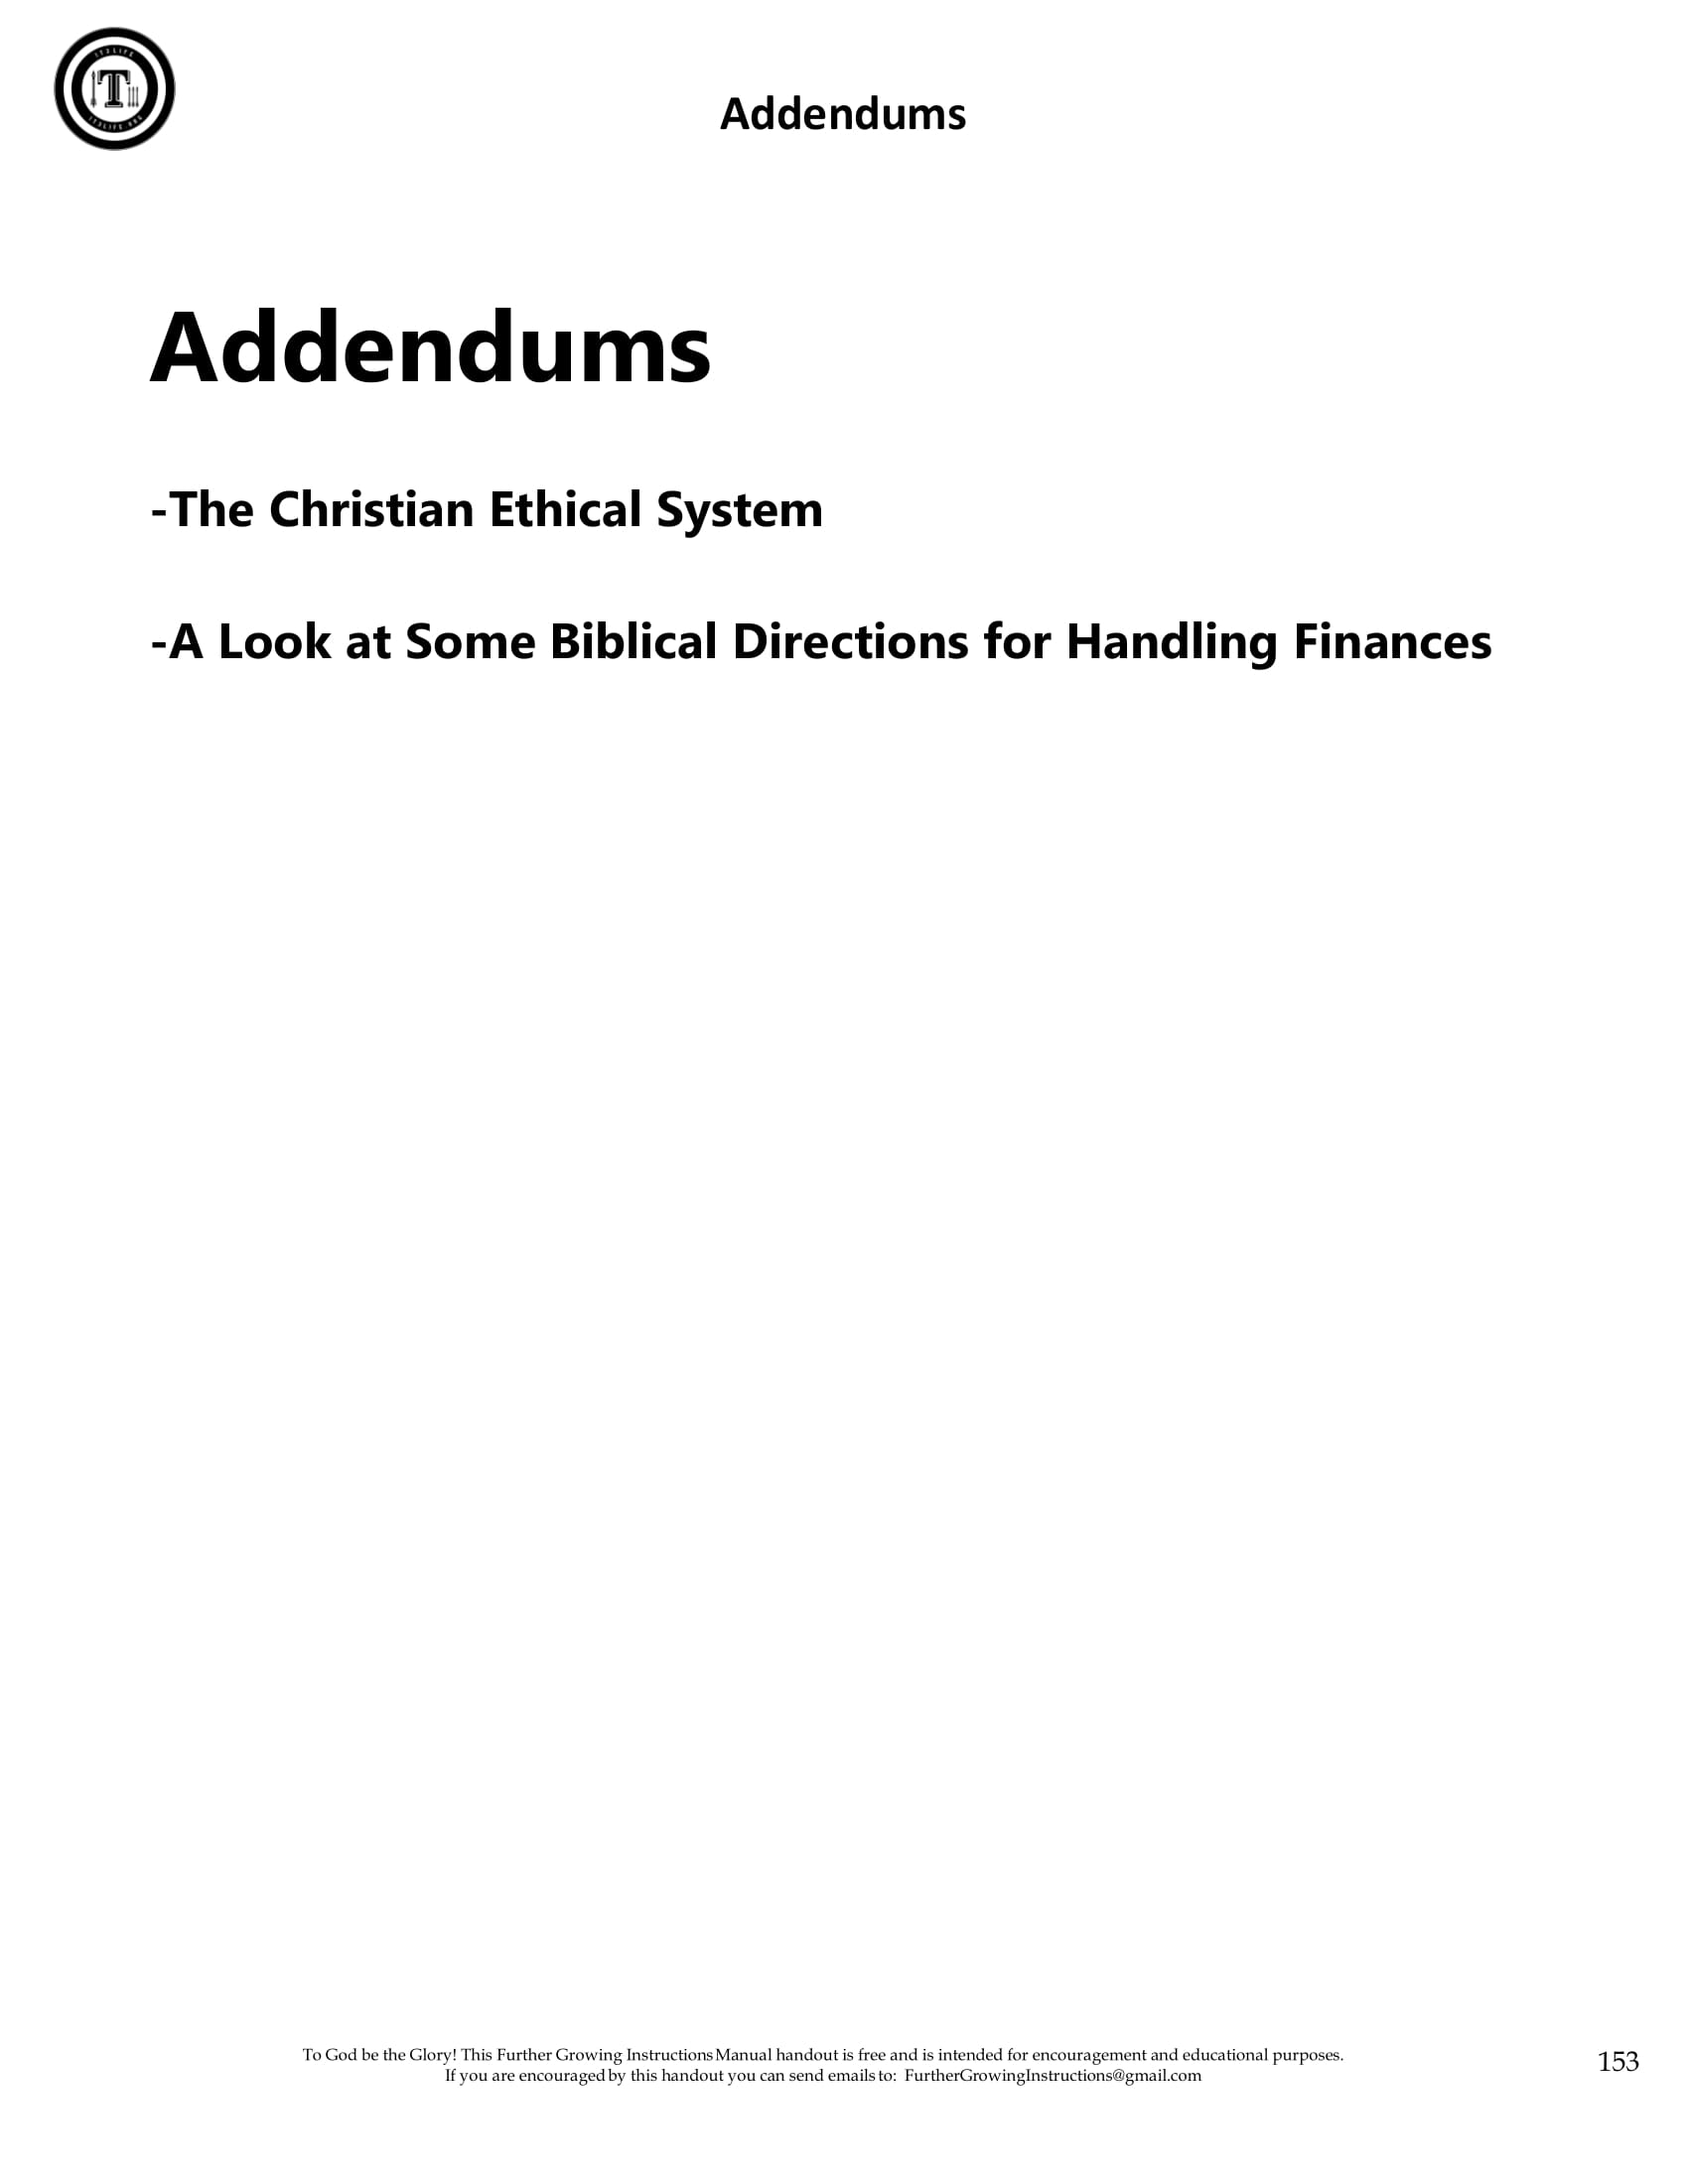 Addendums
T
Addendums
-The Christian Ethical System
-A Look at Some Biblical Directions for Handling Finances
To God be the Glory! This Further Growing Instructions Manual handout is free and is intended for encouragement and educational purposes.
If you are encouraged by this handout you can send emails to: FurtherGrowingInstructions@gmail.com
153